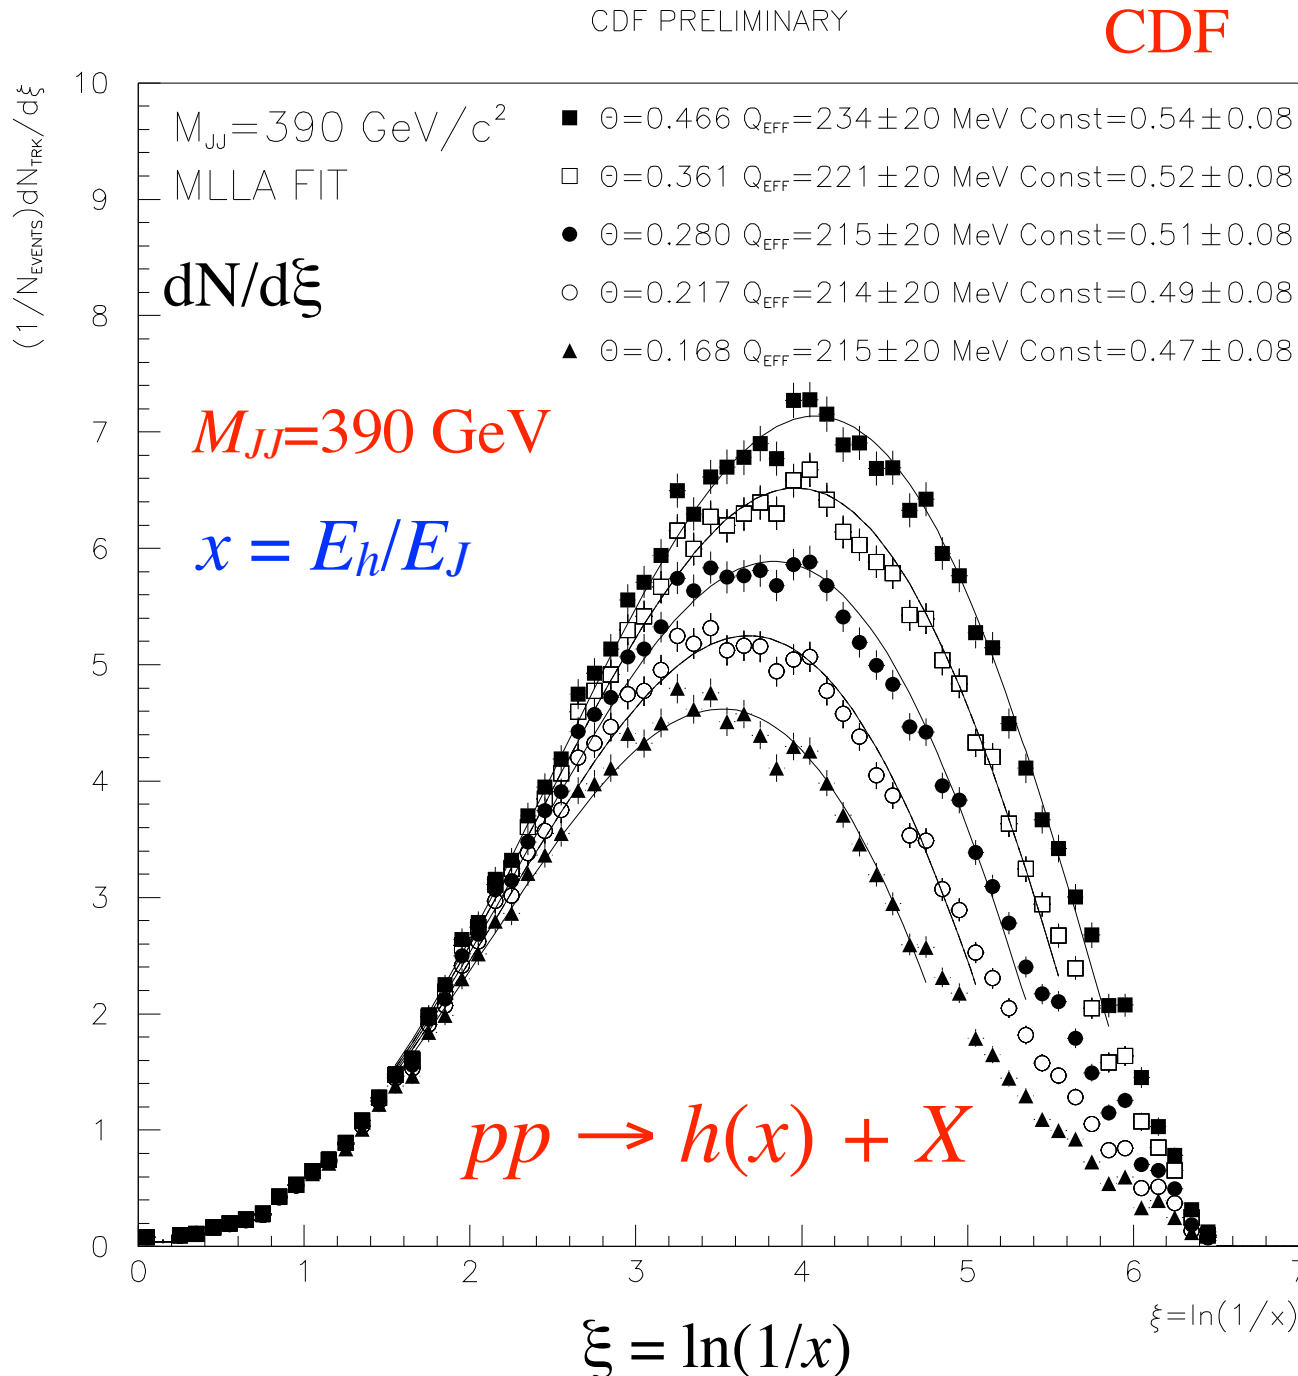 CDF PRELIMINARY
CDF
(1/N_EVENTS)dN_TRK/dξ
M_JJ=390 GeV/c²
MLLA FIT
■ Θ=0.466 Q_EFF=234±20 MeV Const=0.54±0.08
□ Θ=0.361 Q_EFF=221±20 MeV Const=0.52±0.08
● Θ=0.280 Q_EFF=215±20 MeV Const=0.51±0.08
○ Θ=0.217 Q_EFF=214±20 MeV Const=0.49±0.08
▲ Θ=0.168 Q_EFF=215±20 MeV Const=0.47±0.08
dN/dξ
M_JJ=390 GeV
x = E_h/E_J
pp → h(x) + X
10
9
8
7
6
5
4
3
2
1
0
0 1 2 3 4 5 6 7
ξ=ln(1/x)
ξ = ln(1/x)